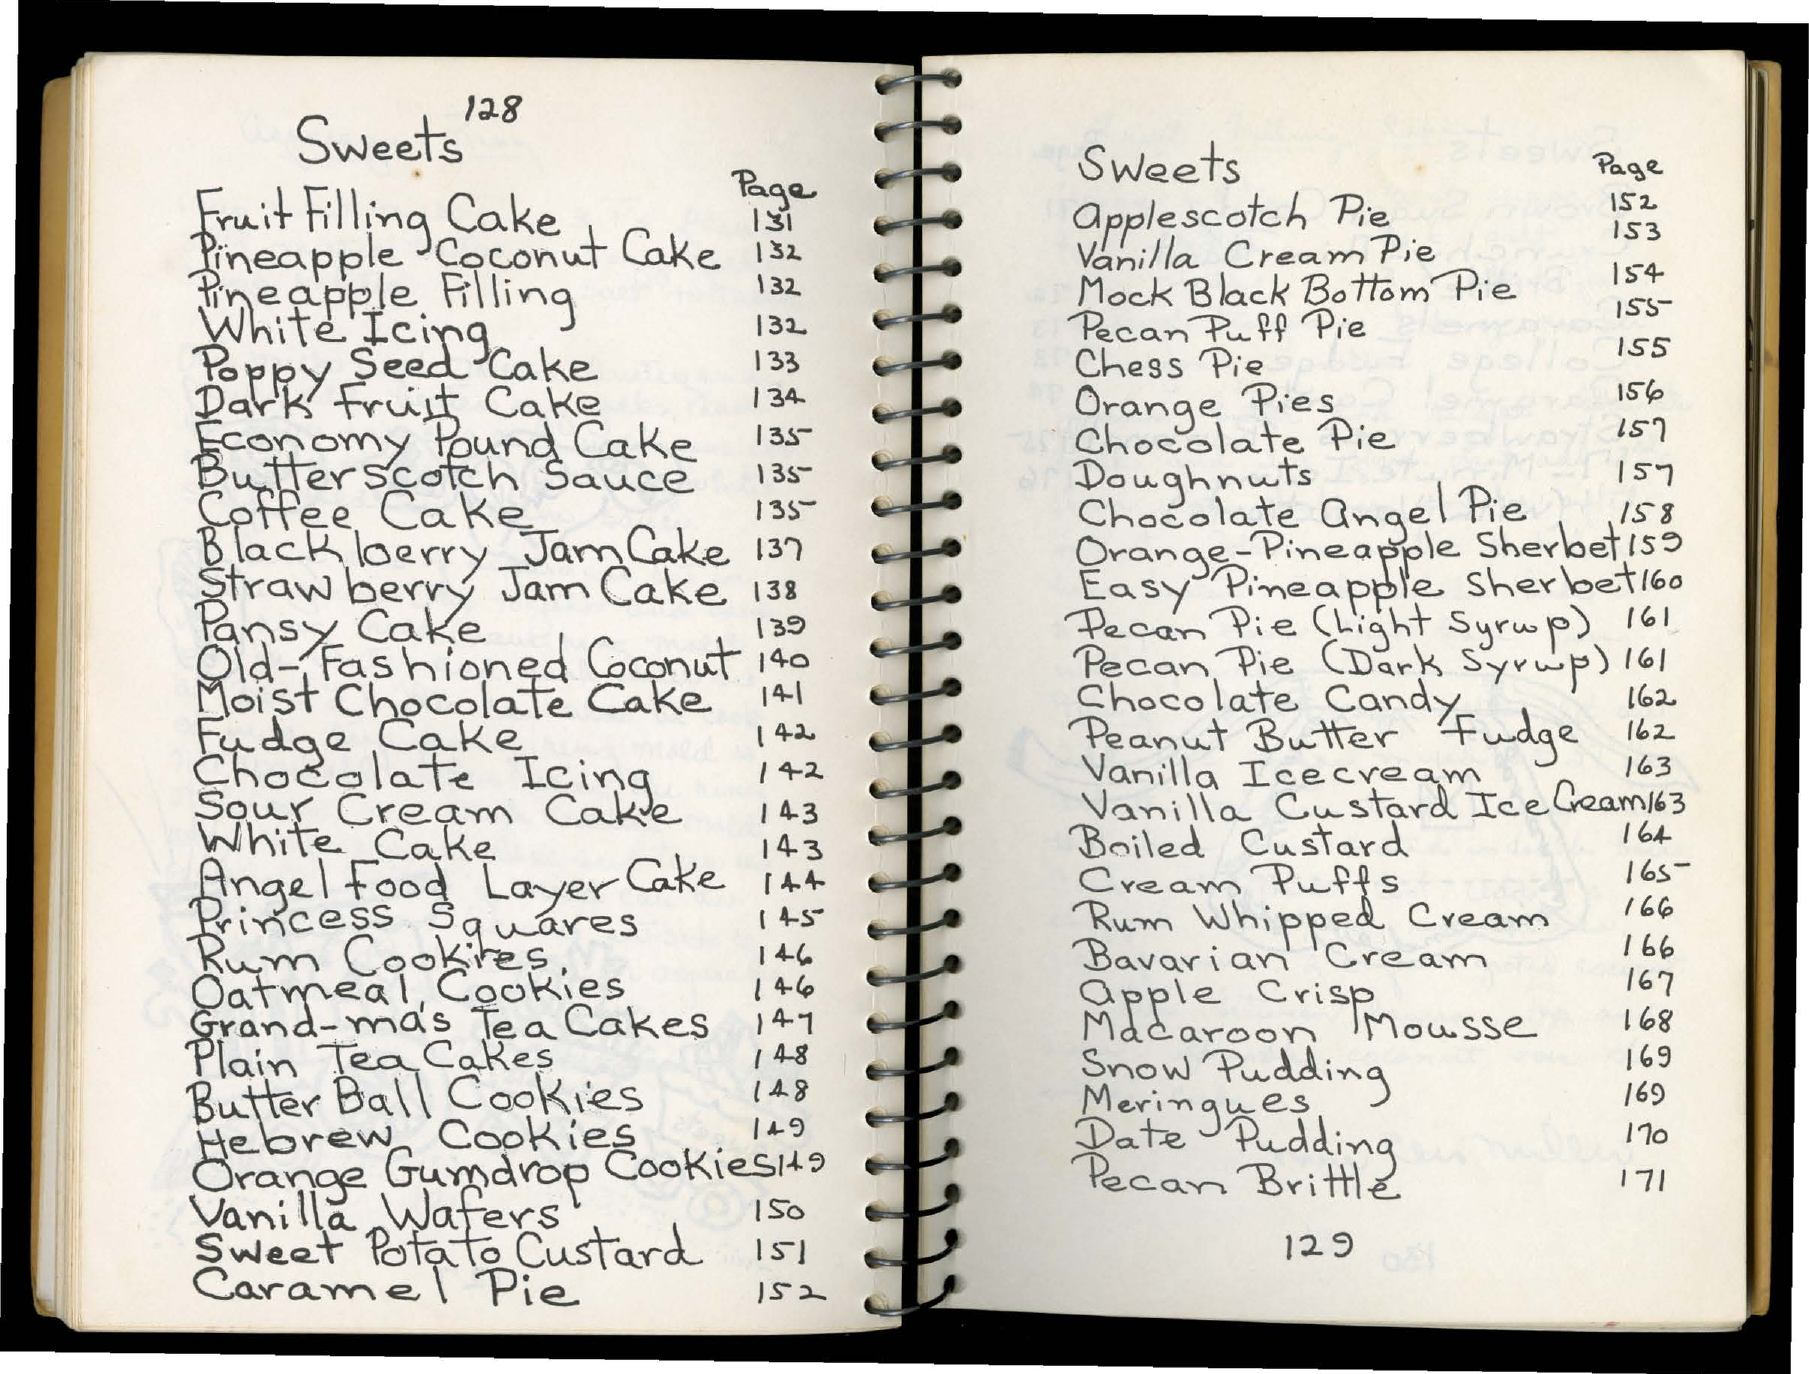 128
Sweets
Page
Fruit Filling Cake 131
Pineapple Coconut Cake 132
Pineapple Filling 132
White Icing 132
Poppy Seed Cake 133
Dark Fruit Cake 134
Economy Pound Cake 135
Butterscotch Sauce 135
Coffee Cake 135
Blackberry Jam Cake 137
Strawberry Jam Cake 138
Pansy Cake 139
Old-Fashioned Coconut 140
Moist Chocolate Cake 141
Fudge Cake 142
Chocolate Icing 142
Sour Cream Cake 143
White Cake 143
Angel Food Layer Cake 144
Princess Squares 145
Rum Cookies 146
Oatmeal Cookies 146
Grand-ma's Tea Cakes 147
Plain Tea Cakes 148
Butter Ball Cookies 148
Hebrew Cookies 149
Orange Gumdrop Cookies 149
Vanilla Wafers 150
Sweet Potato Custard 151
Caramel Pie 152
Sweets Page
Applescotch Pie 152
Vanilla Cream Pie 153
Mock Black Bottom Pie 154
Pecan Puff Pie 155
Chess Pie 155
Orange Pies 156
Chocolate Pie 157
Doughnuts 157
Chocolate Angel Pie 158
Orange-Pineapple Sherbet 159
Easy Pineapple Sherbet 160
Pecan Pie (Light Syrup) 161
Pecan Pie (Dark Syrup) 161
Chocolate Candy 162
Peanut Butter Fudge 162
Vanilla Icecream 163
Vanilla Custard Ice Cream 163
Boiled Custard 164
Cream Puffs 165
Rum Whipped Cream 166
Bavarian Cream 166
Apple Crisp 167
Macaroon Mousse 168
Snow Pudding 169
Meringues 169
Date Pudding 170
Pecan Brittle 171
129